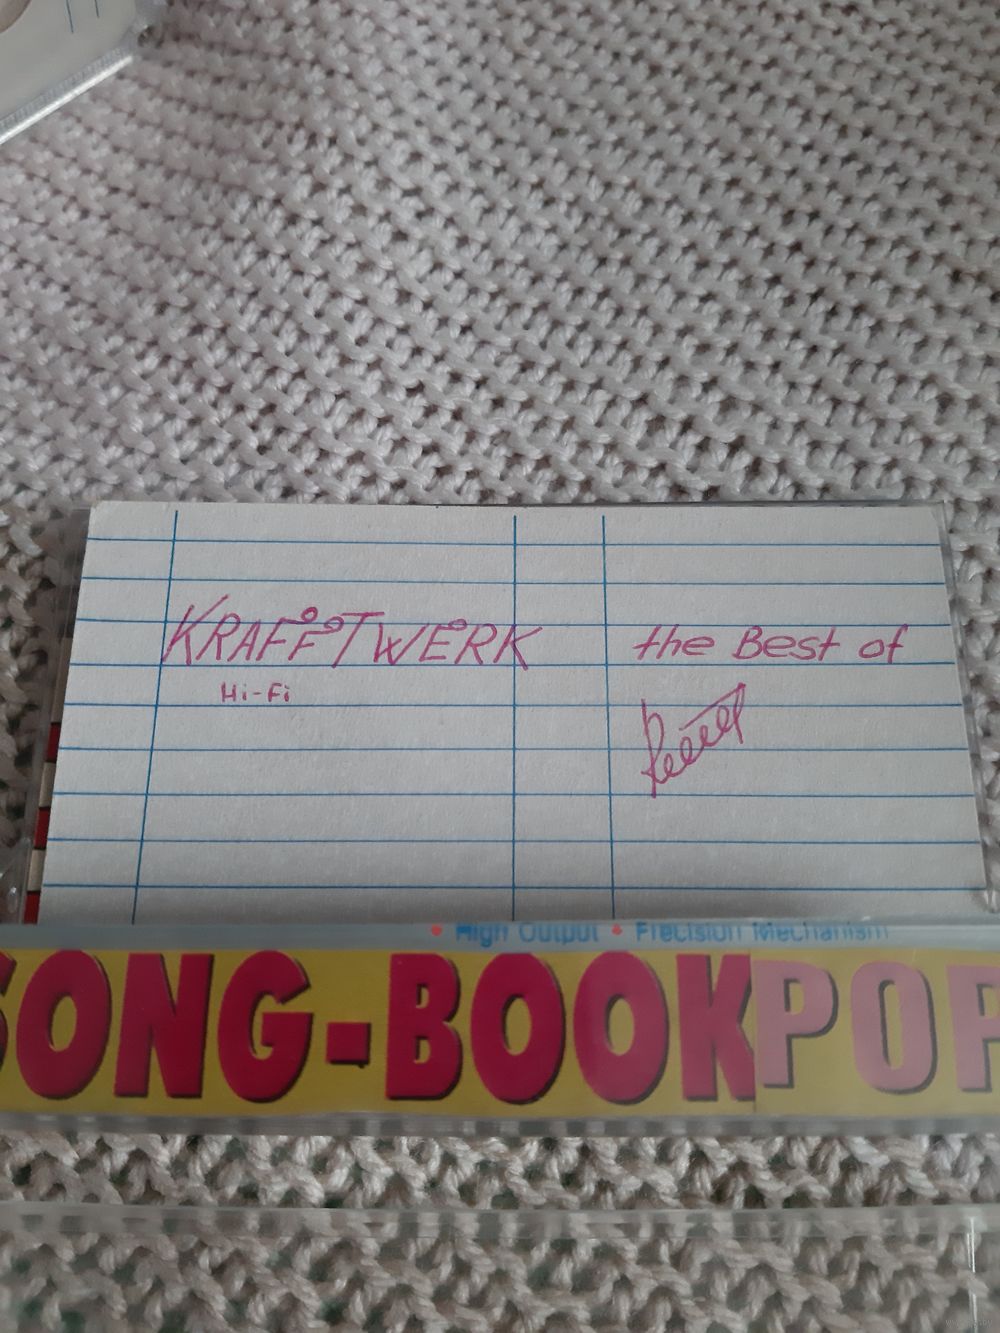 KRAFFTWERK the Best of
Hi-Fi
• High Output • Precision Mechanism
SONG-BOOK POP